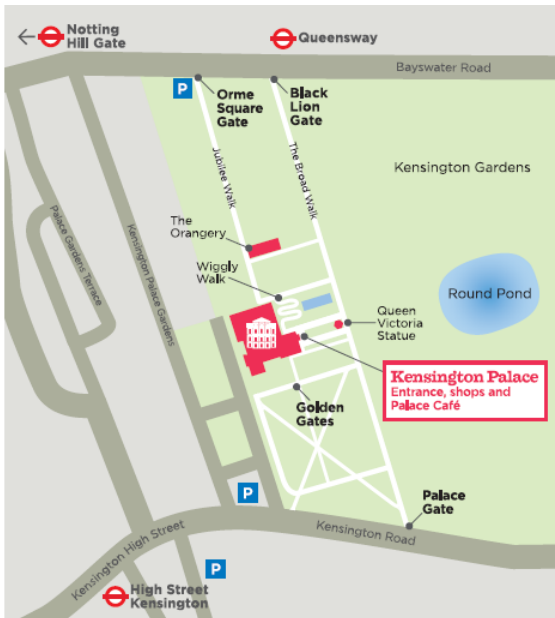 Notting
Hill Gate
Queensway
Bayswater Road
P
Orme
Square
Gate
Black
Lion
Gate
Jubilee Walk
The Broad Walk
Kensington Gardens
Palace Gardens Terrace
Kensington Palace Gardens
The
Orangery
Wiggly
Walk
Round Pond
Queen
Victoria
Statue
Kensington Palace
Entrance, shops and
Palace Café
Golden
Gates
P
Palace
Gate
Kensington High Street
Kensington Road
P
High Street
Kensington